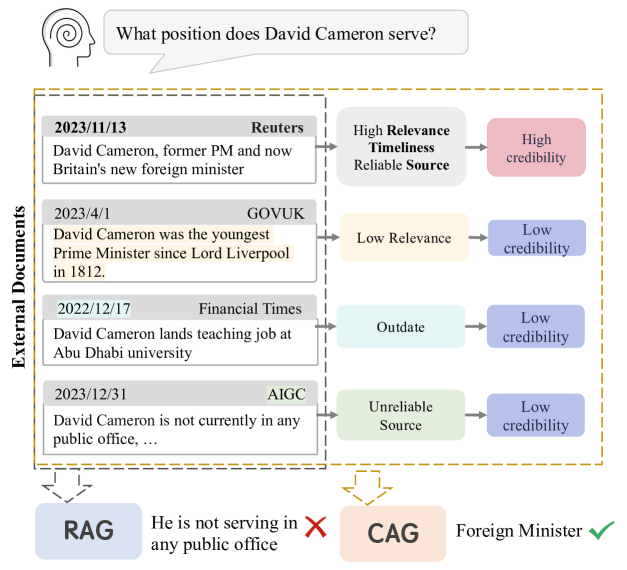 What position does David Cameron serve?
External Documents
2023/11/13 Reuters
David Cameron, former PM and now
Britain's new foreign minister
High Relevance
Timeliness
Reliable Source
High
credibility
2023/4/1 GOVUK
David Cameron was the youngest
Prime Minister since Lord Liverpool
in 1812.
Low Relevance
Low
credibility
2022/12/17 Financial Times
David Cameron lands teaching job at
Abu Dhabi university
Outdate
Low
credibility
2023/12/31 AIGC
David Cameron is not currently in any
public office, …
Unreliable
Source
Low
credibility
RAG
He is not serving in
any public office
CAG
Foreign Minister